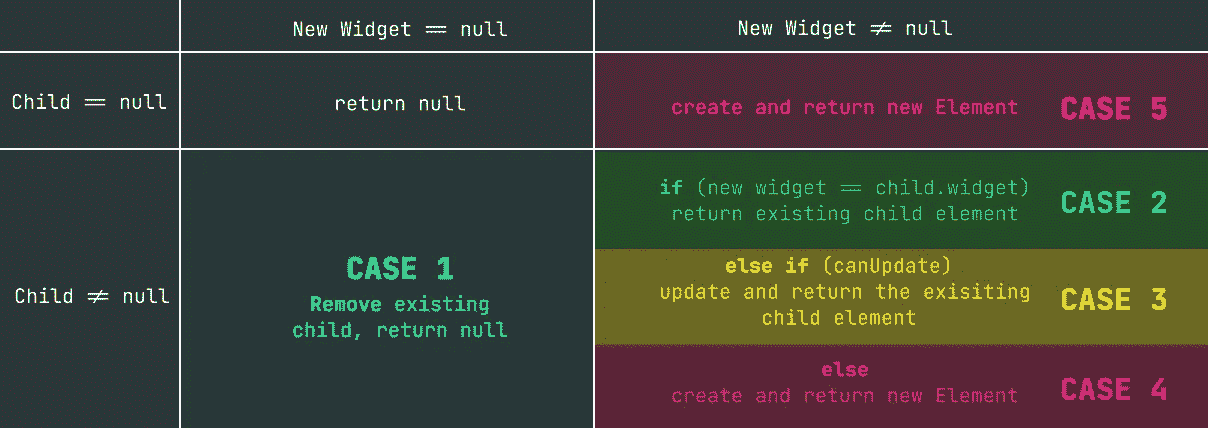 New Widget == null
New Widget ≠ null
Child == null
return null
create and return new Element
CASE 5
if (new widget == child.widget)
return existing child element
CASE 2
Child ≠ null
CASE 1
Remove existing
child, return null
else if (canUpdate)
update and return the exisiting
child element
CASE 3
else
create and return new Element
CASE 4